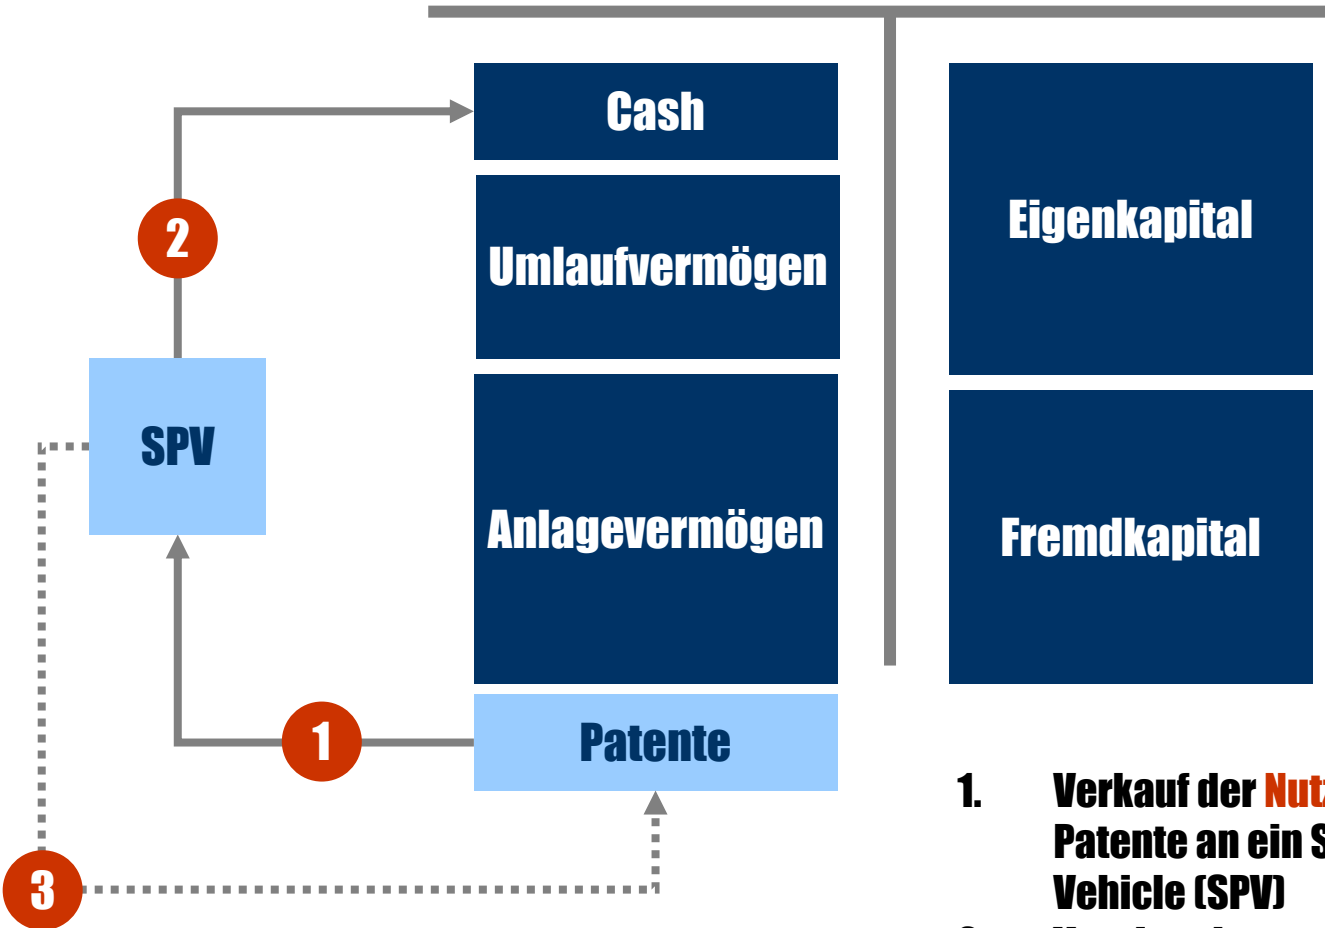 Cash
Eigenkapital
2
Umlaufvermögen
SPV
Anlagevermögen
Fremdkapital
1
Patente
1. Verkauf der
Patente an ein
Vehicle (SPV)
3